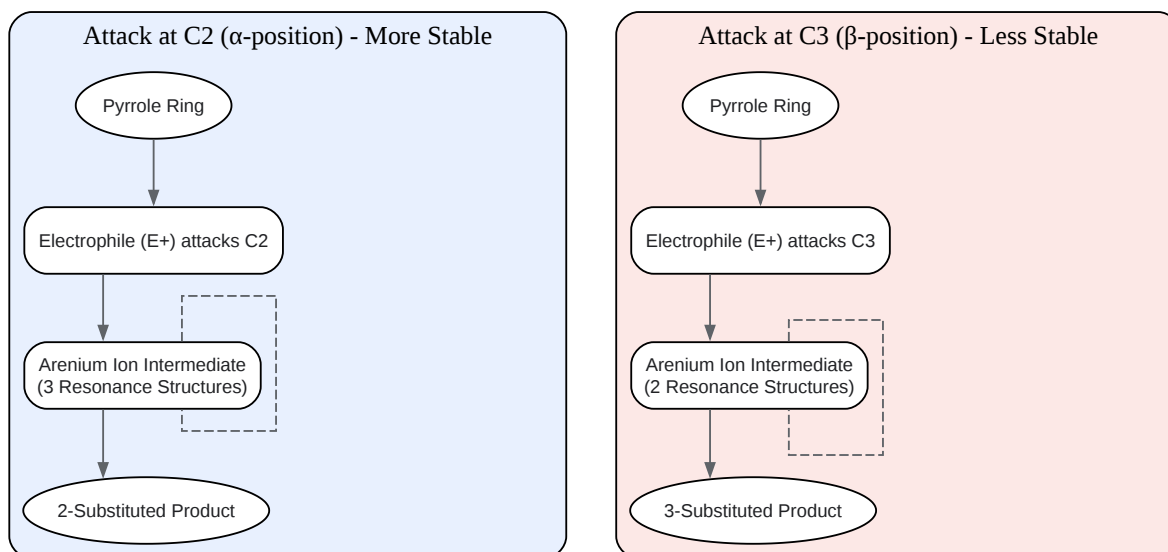 Attack at C2 (α-position) - More Stable
Pyrrole Ring
Electrophile (E+) attacks C2
Arenium Ion Intermediate
(3 Resonance Structures)
2-Substituted Product
Attack at C3 (β-position) - Less Stable
Pyrrole Ring
Electrophile (E+) attacks C3
Arenium Ion Intermediate
(2 Resonance Structures)
3-Substituted Product